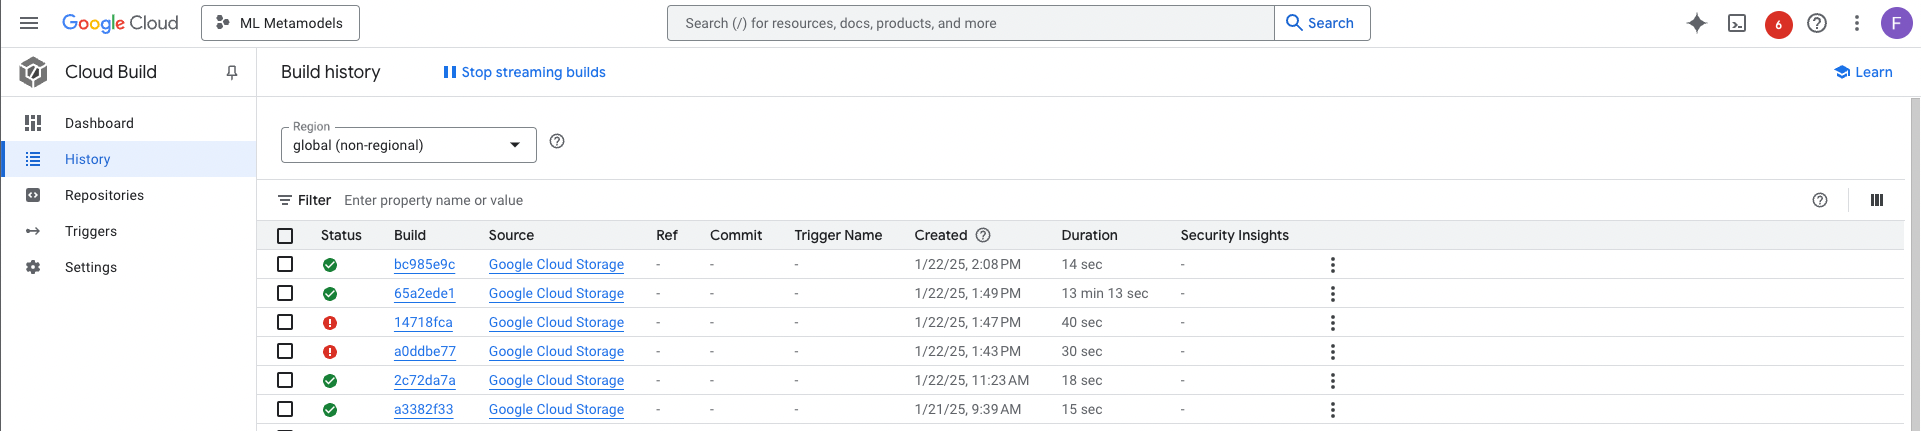 Google Cloud ML Metamodels Search (/) for resources, docs, products, and more Search 6 F
Cloud Build Build history Stop streaming builds Learn
Dashboard
History
Repositories
Triggers
Settings
Region
global (non-regional)
Filter Enter property name or value
Status Build Source Ref Commit Trigger Name Created Duration Security Insights
bc985e9c Google Cloud Storage - - - 1/22/25, 2:08 PM 14 sec -
65a2ede1 Google Cloud Storage - - - 1/22/25, 1:49 PM 13 min 13 sec -
14718fca Google Cloud Storage - - - 1/22/25, 1:47 PM 40 sec -
a0ddbe77 Google Cloud Storage - - - 1/22/25, 1:43 PM 30 sec -
2c72da7a Google Cloud Storage - - - 1/22/25, 11:23 AM 18 sec -
a3382f33 Google Cloud Storage - - - 1/21/25, 9:39 AM 15 sec -